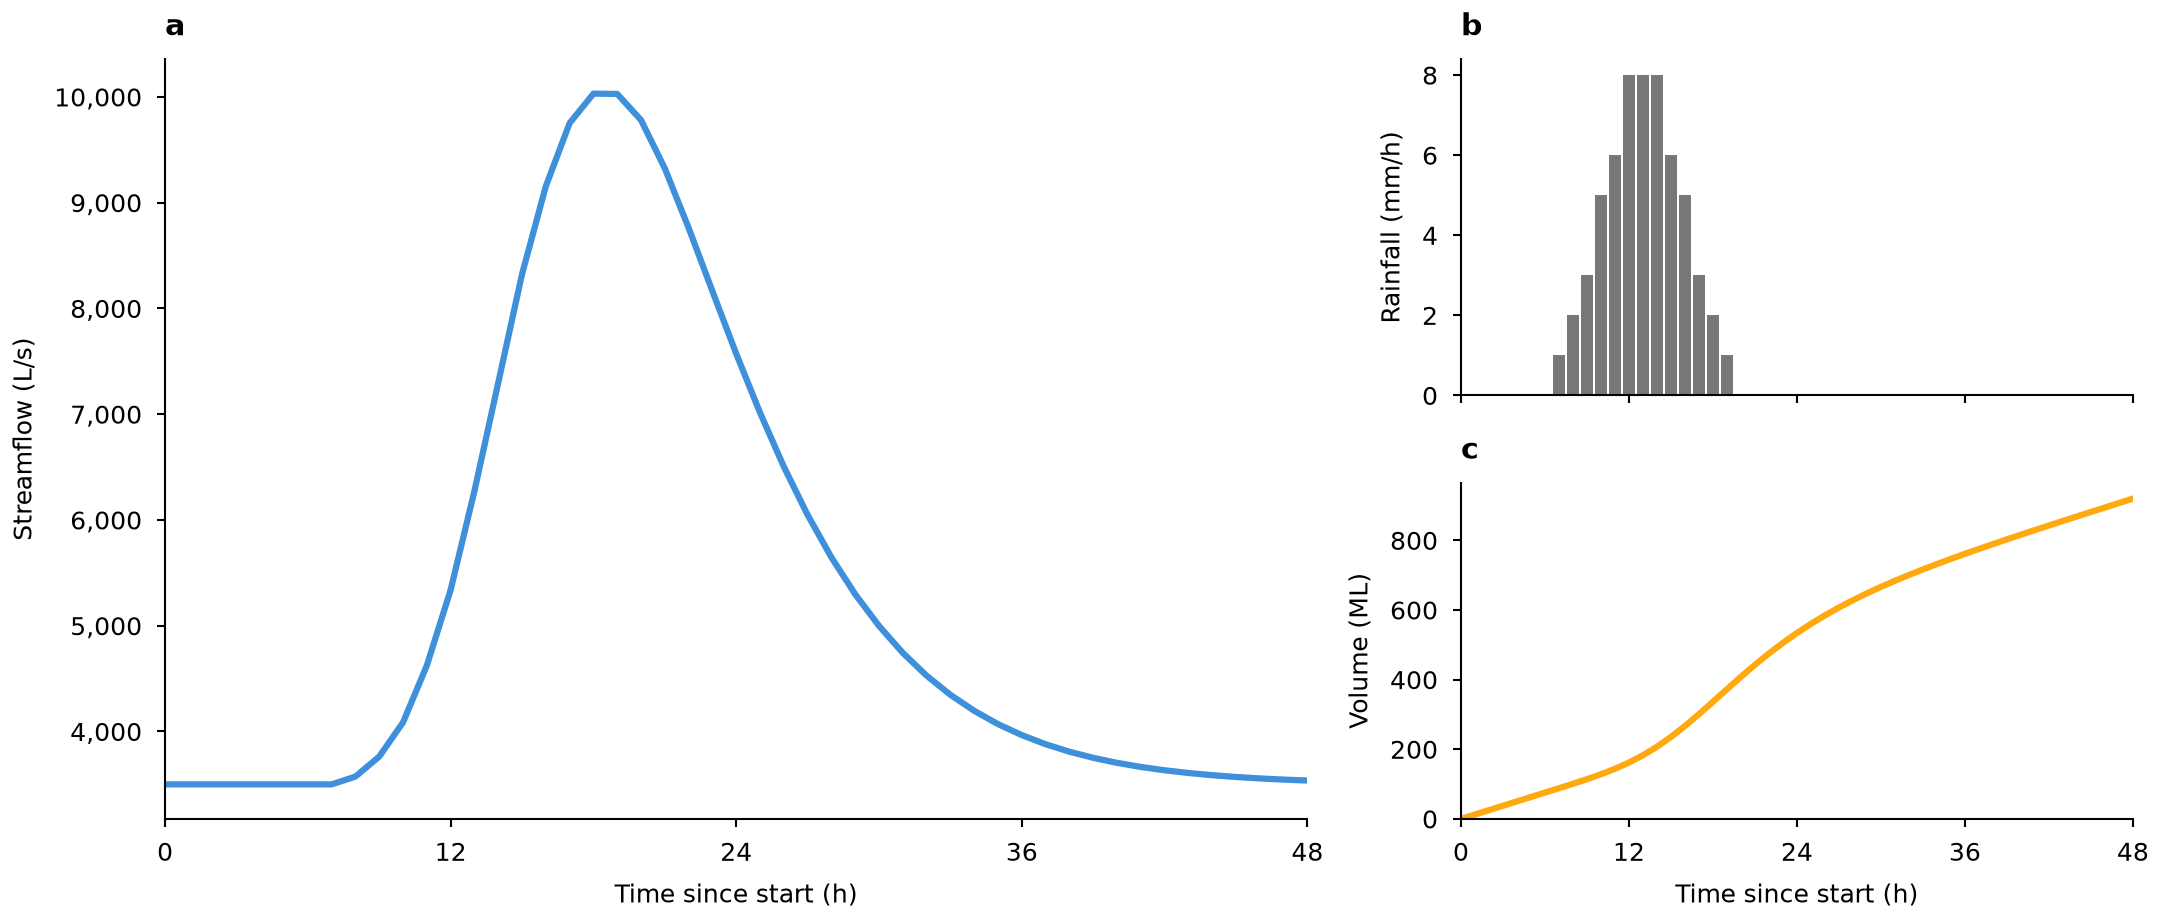 a
10,000
9,000
8,000
7,000
6,000
5,000
4,000
Streamflow (L/s)
0 12 24 36 48
Time since start (h)
b
8
6
4
2
0
Rainfall (mm/h)
c
800
600
400
200
0
Volume (ML)
0 12 24 36 48
Time since start (h)